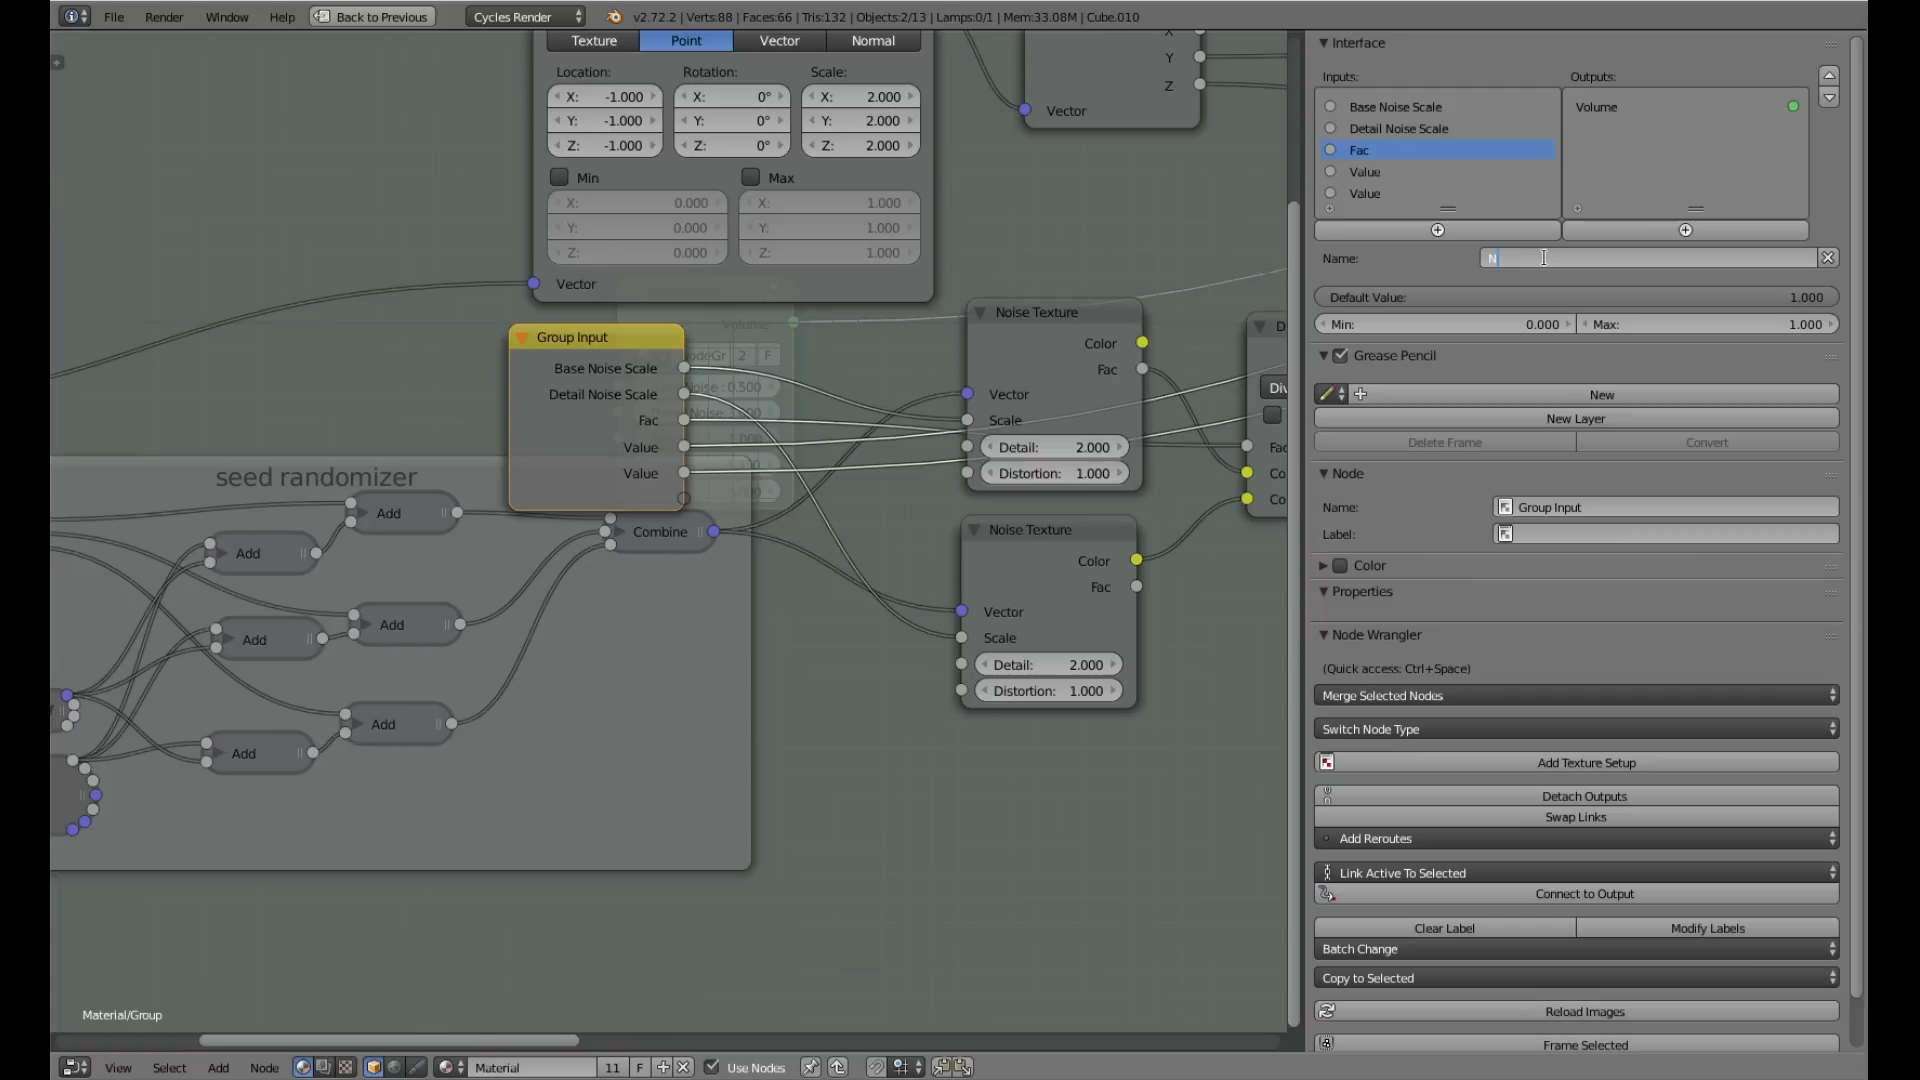 File Render Window Help Back to Previous Cycles Render v2.72.2 | Verts:88 | Faces:66 | Tris:132 | Objects:2/13 | Lamps:0/1 | Mem:33.08M | Cube.010
Texture Point Vector Normal
Location: Rotation: Scale:
X: -1.000 X: 0° X: 2.000
Y: -1.000 Y: 0° Y: 2.000
Z: -1.000 Z: 0° Z: 2.000
Min Max
X: 0.000 X: 1.000
Y: 0.000 Y: 1.000
Z: 0.000 Z: 1.000
Vector
X
Y
Z
Vector
Group Input
Base Noise Scale
Detail Noise Scale
Fac
Value
Value
Volume
2 F
0.500
1.000
Noise Texture
Color
Fac
Vector
Scale
Detail: 2.000
Distortion: 1.000
Noise Texture
Color
Fac
Vector
Scale
Detail: 2.000
Distortion: 1.000
D
Div
Fac
Co
Co
seed randomizer
Add
Add
Combine
Add
Add
Add
Add
Material/Group
View Select Add Node Material 11 F Use Nodes
Interface
Inputs: Outputs:
Base Noise Scale Volume
Detail Noise Scale
Fac
Value
Value
Name: N
Default Value: 1.000
Min: 0.000 Max: 1.000
Grease Pencil
New
New Layer
Delete Frame Convert
Node
Name: Group Input
Label:
Color
Properties
Node Wrangler
(Quick access: Ctrl+Space)
Merge Selected Nodes
Switch Node Type
Add Texture Setup
Detach Outputs
Swap Links
Add Reroutes
Link Active To Selected
Connect to Output
Clear Label Modify Labels
Batch Change
Copy to Selected
Reload Images
Frame Selected